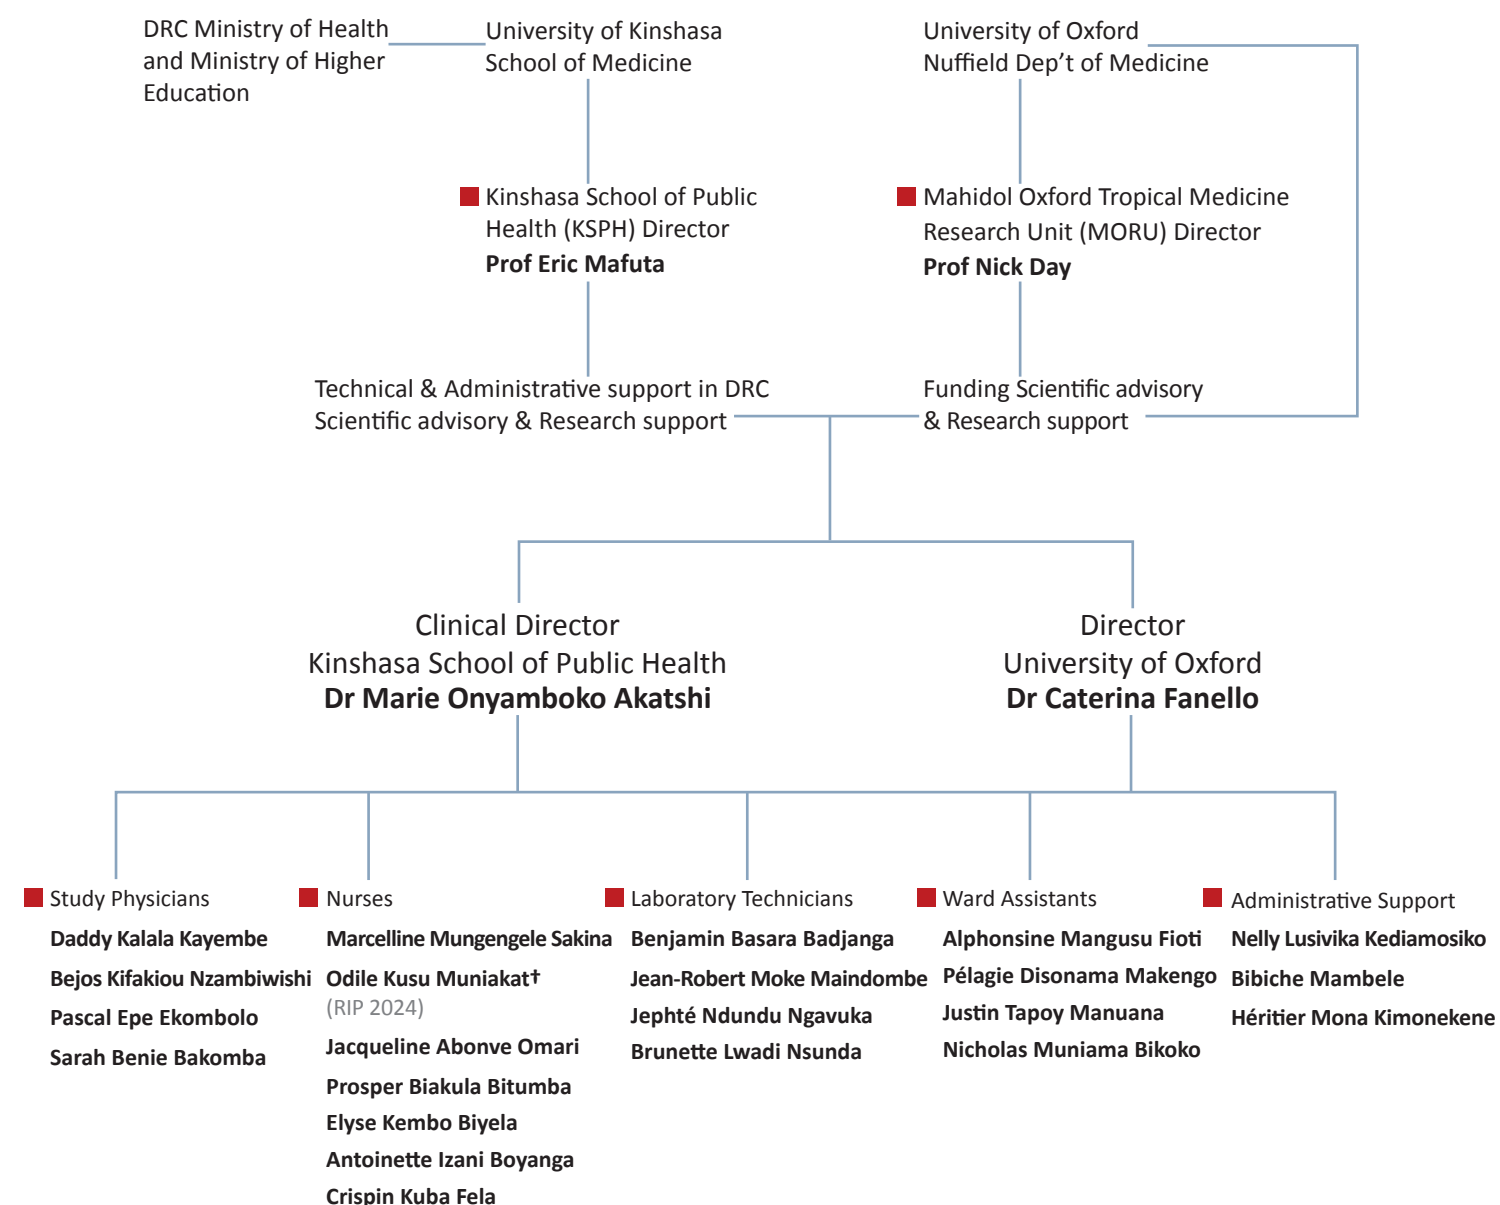 DRC Ministry of Health
and Ministry of Higher
Education
University of Kinshasa
School of Medicine
University of Oxford
Nuffield Dep't of Medicine
Kinshasa School of Public
Health (KSPH) Director
Prof Eric Mafuta
Mahidol Oxford Tropical Medicine
Research Unit (MORU) Director
Prof Nick Day
Technical & Administrative support in DRC
Scientific advisory & Research support
Funding Scientific advisory
& Research support
Clinical Director
Kinshasa School of Public Health
Dr Marie Onyamboko Akatshi
Director
University of Oxford
Dr Caterina Fanello
Study Physicians
Daddy Kalala Kayembe
Bejos Kifakiou Nzambiwishi
Pascal Epe Ekombolo
Sarah Benie Bakomba
Nurses
Marcelline Mungengele Sakina
Odile Kusu Muniakat†
(RIP 2024)
Jacqueline Abonve Omari
Prosper Biakula Bitumba
Elyse Kembo Biyela
Antoinette Izani Boyanga
Crispin Kuba Fela
Laboratory Technicians
Benjamin Basara Badjanga
Jean-Robert Moke Maindombe
Jephté Ndundu Ngavuka
Brunette Lwadi Nsunda
Ward Assistants
Alphonsine Mangusu Fioti
Pélagie Disonama Makengo
Justin Tapoy Manuana
Nicholas Muniama Bikoko
Administrative Support
Nelly Lusivika Kediamosiko
Bibiche Mambele
Héritier Mona Kimonekene